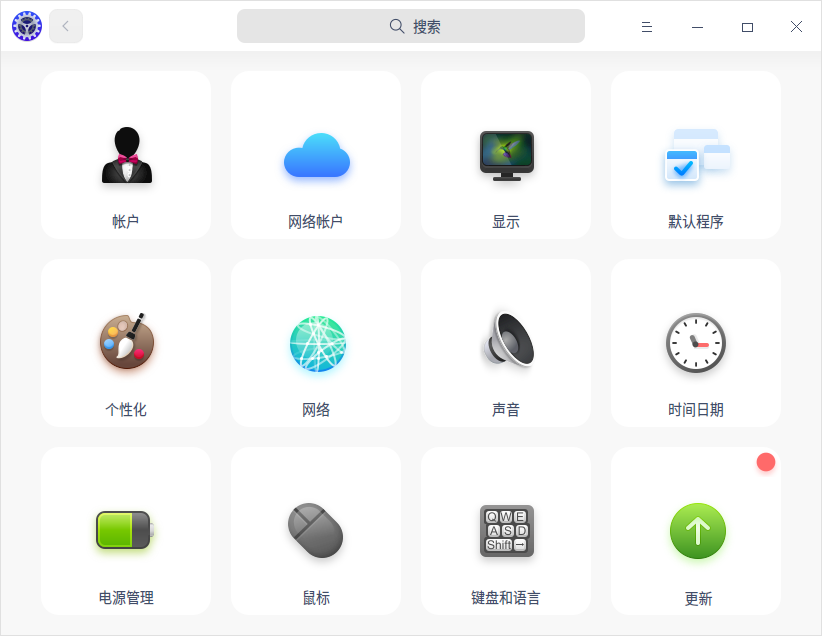 搜索
帐户
网络帐户
显示
默认程序
个性化
网络
声音
时间日期
QWE
ASD
Shift→
电源管理
鼠标
键盘和语言
更新